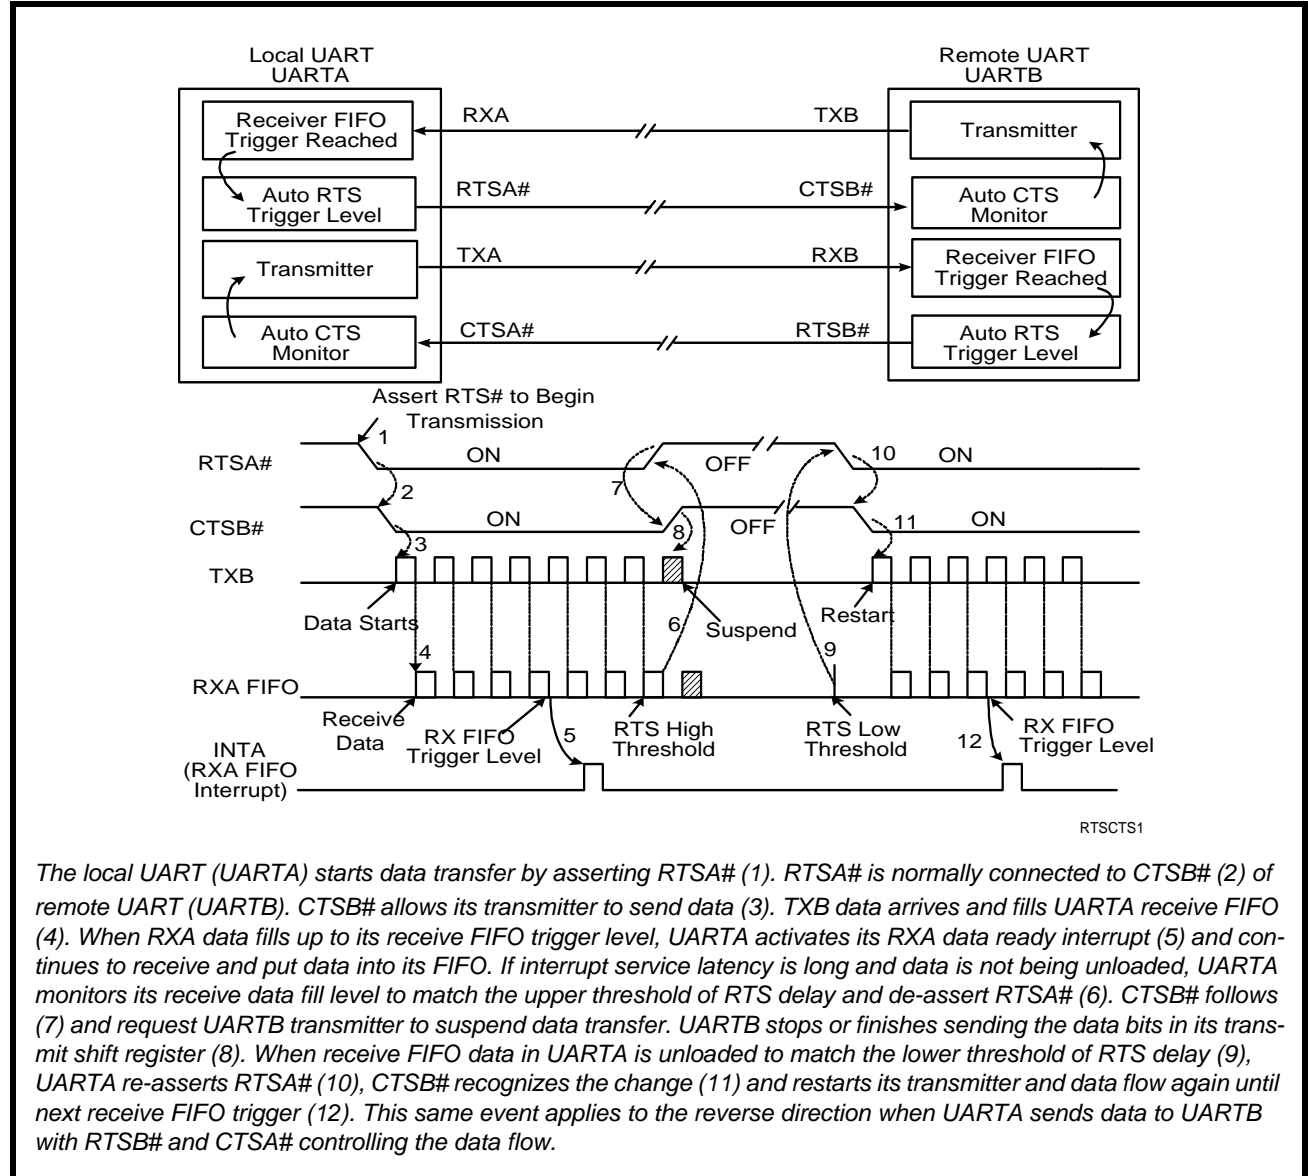 Local UART
UARTA
Remote UART
UARTB
Receiver FIFO
Trigger Reached
RXA
TXB
Transmitter
Auto RTS
Trigger Level
RTSA#
CTSB#
Auto CTS
Monitor
Transmitter
TXA
RXB
Receiver FIFO
Trigger Reached
Auto CTS
Monitor
CTSA#
RTSB#
Auto RTS
Trigger Level
Assert RTS# to Begin
Transmission
1
RTSA#
ON
OFF
10
ON
2
7
CTSB#
ON
8
OFF
11
ON
3
TXB
Data Starts
6
Suspend
Restart
4
9
RXA FIFO
Receive
Data
RX FIFO
Trigger Level
5
RTS High
Threshold
RTS Low
Threshold
12
RX FIFO
Trigger Level
INTA
(RXA FIFO
Interrupt)
RTSCTS1
The local UART (UARTA) starts data transfer by asserting RTSA# (1). RTSA# is normally connected to CTSB# (2) of
remote UART (UARTB). CTSB# allows its transmitter to send data (3). TXB data arrives and fills UARTA receive FIFO
(4). When RXA data fills up to its receive FIFO trigger level, UARTA activates its RXA data ready interrupt (5) and con-
tinues to receive and put data into its FIFO. If interrupt service latency is long and data is not being unloaded, UARTA
monitors its receive data fill level to match the upper threshold of RTS delay and de-assert RTSA# (6). CTSB# follows
(7) and request UARTB transmitter to suspend data transfer. UARTB stops or finishes sending the data bits in its trans-
mit shift register (8). When receive FIFO data in UARTA is unloaded to match the lower threshold of RTS delay (9),
UARTA re-asserts RTSA# (10), CTSB# recognizes the change (11) and restarts its transmitter and data flow again until
next receive FIFO trigger (12). This same event applies to the reverse direction when UARTA sends data to UARTB
with RTSB# and CTSA# controlling the data flow.